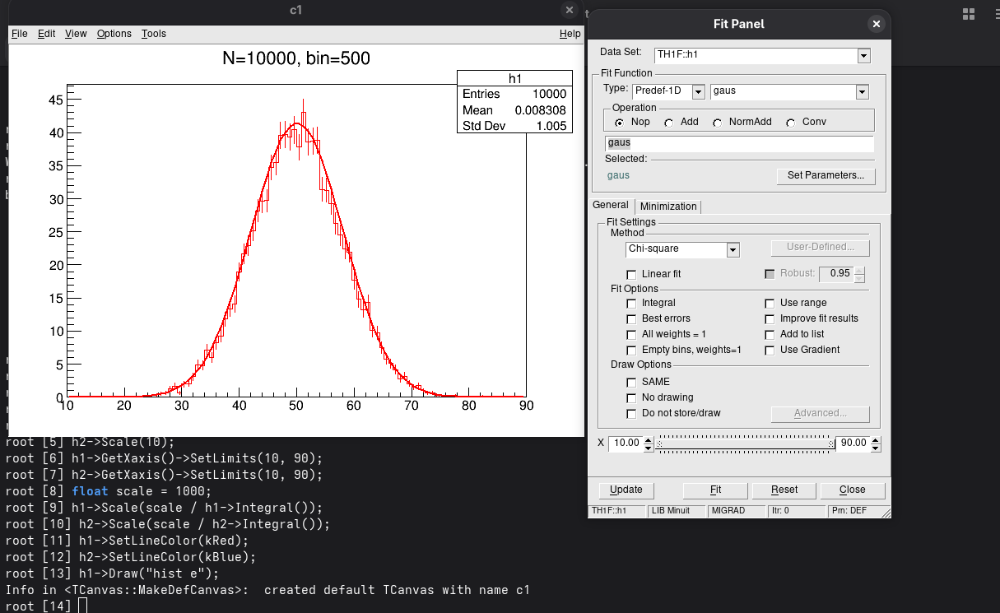 c1
File Edit View Options Tools Help
N=10000, bin=500
h1
Entries 10000
Mean 0.008308
Std Dev 1.005
45
40
35
30
25
20
15
10
5
0
10 20 30 40 50 60 70 80 90
root [5] h2->Scale(10);
root [6] h1->GetXaxis()->SetLimits(10, 90);
root [7] h2->GetXaxis()->SetLimits(10, 90);
root [8] float scale = 1000;
root [9] h1->Scale(scale / h1->Integral());
root [10] h2->Scale(scale / h2->Integral());
root [11] h1->SetLineColor(kRed);
root [12] h2->SetLineColor(kBlue);
root [13] h1->Draw("hist e");
Info in <TCanvas::MakeDefCanvas>:  created default TCanvas with name c1
root [14]
Fit Panel
Data Set: TH1F::h1
Fit Function
Type: Predef-1D gaus
Operation
Nop Add NormAdd Conv
gaus
Selected:
gaus Set Parameters...
General Minimization
Fit Settings
Method
Chi-square User-Defined...
Linear fit Robust: 0.95
Fit Options
Integral Use range
Best errors Improve fit results
All weights = 1 Add to list
Empty bins, weights=1 Use Gradient
Draw Options
SAME
No drawing
Do not store/draw Advanced...
X 10.00 90.00
Update Fit Reset Close
TH1F::h1 LIB Minuit MIGRAD Itr: 0 Prn: DEF